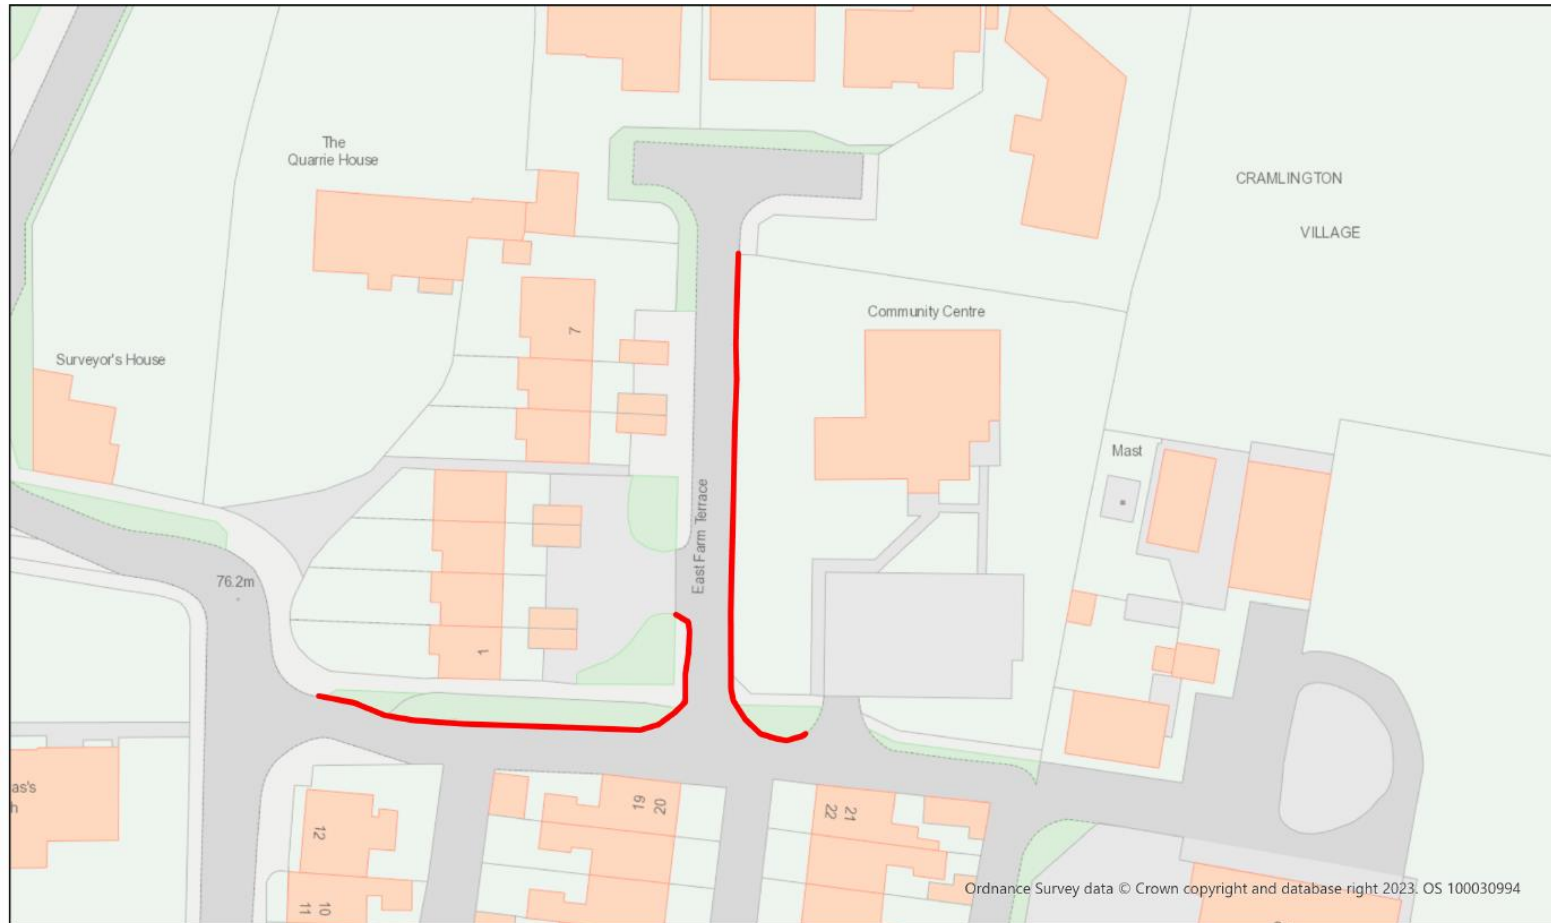 The
Quarrie House
CRAMLINGTON
VILLAGE
Community Centre
7
Surveyor's House
Mast
East Farm Terrace
76.2m
1
as's
h
19
20
22
21
12
11
10
Ordnance Survey data © Crown copyright and database right 2023. OS 100030994